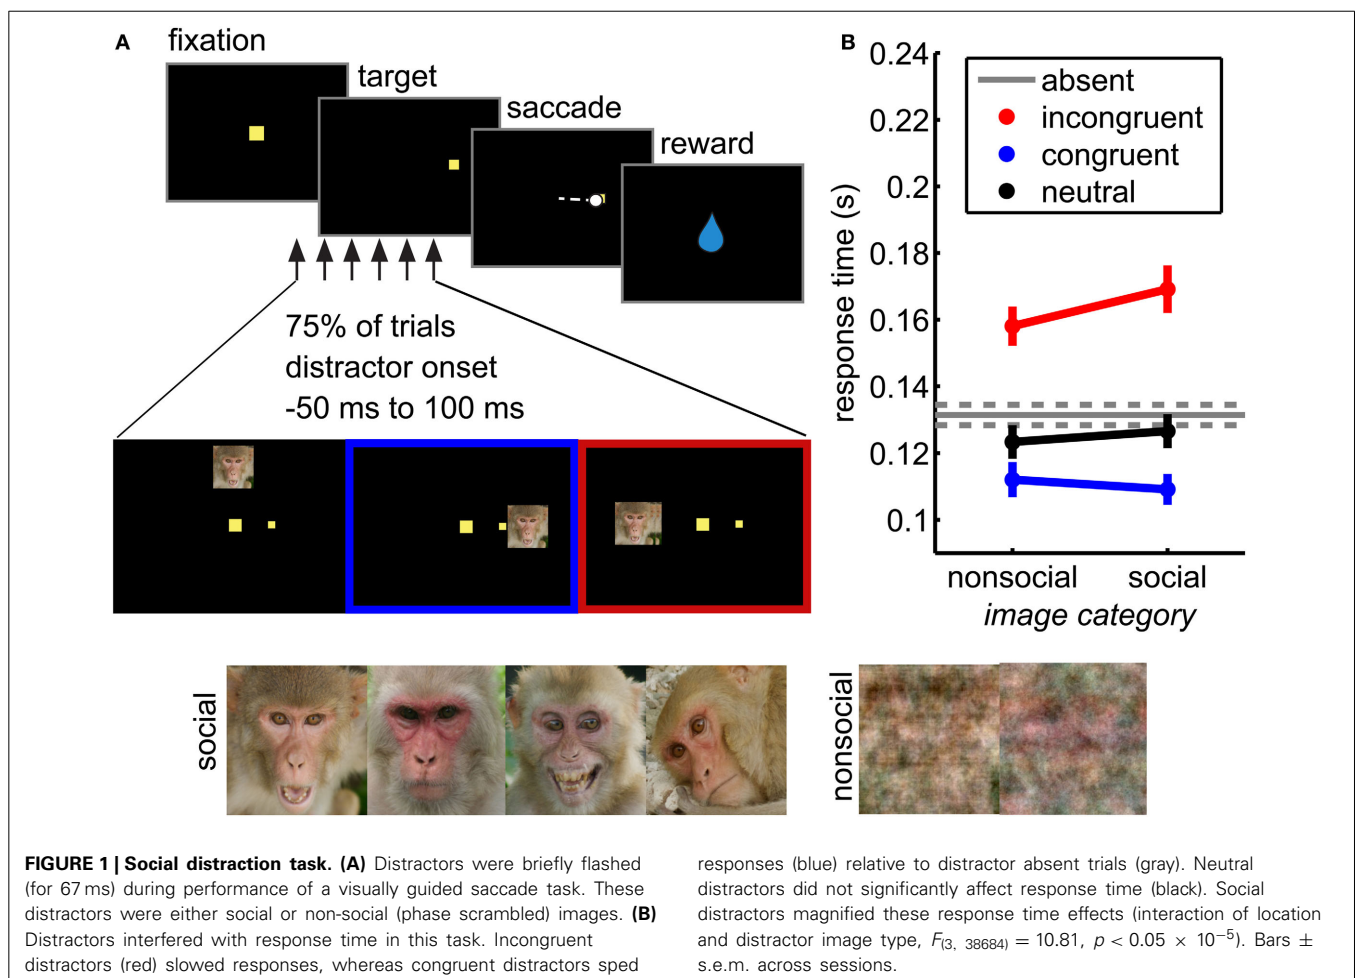 A
fixation
target
saccade
reward
75% of trials
distractor onset
-50 ms to 100 ms
B
0.24
0.22
0.2
0.18
0.16
0.14
0.12
0.1
response time (s)
absent
incongruent
congruent
neutral
nonsocial social
image category
social
nonsocial
FIGURE 1 | Social distraction task. (A) Distractors were briefly flashed
(for 67 ms) during performance of a visually guided saccade task. These
distractors were either social or non-social (phase scrambled) images. (B)
Distractors interfered with response time in this task. Incongruent
distractors (red) slowed responses, whereas congruent distractors sped
responses (blue) relative to distractor absent trials (gray). Neutral
distractors did not significantly affect response time (black). Social
distractors magnified these response time effects (interaction of location
and distractor image type, F(3, 38684) = 10.81, p < 0.05 × 10−5). Bars ±
s.e.m. across sessions.